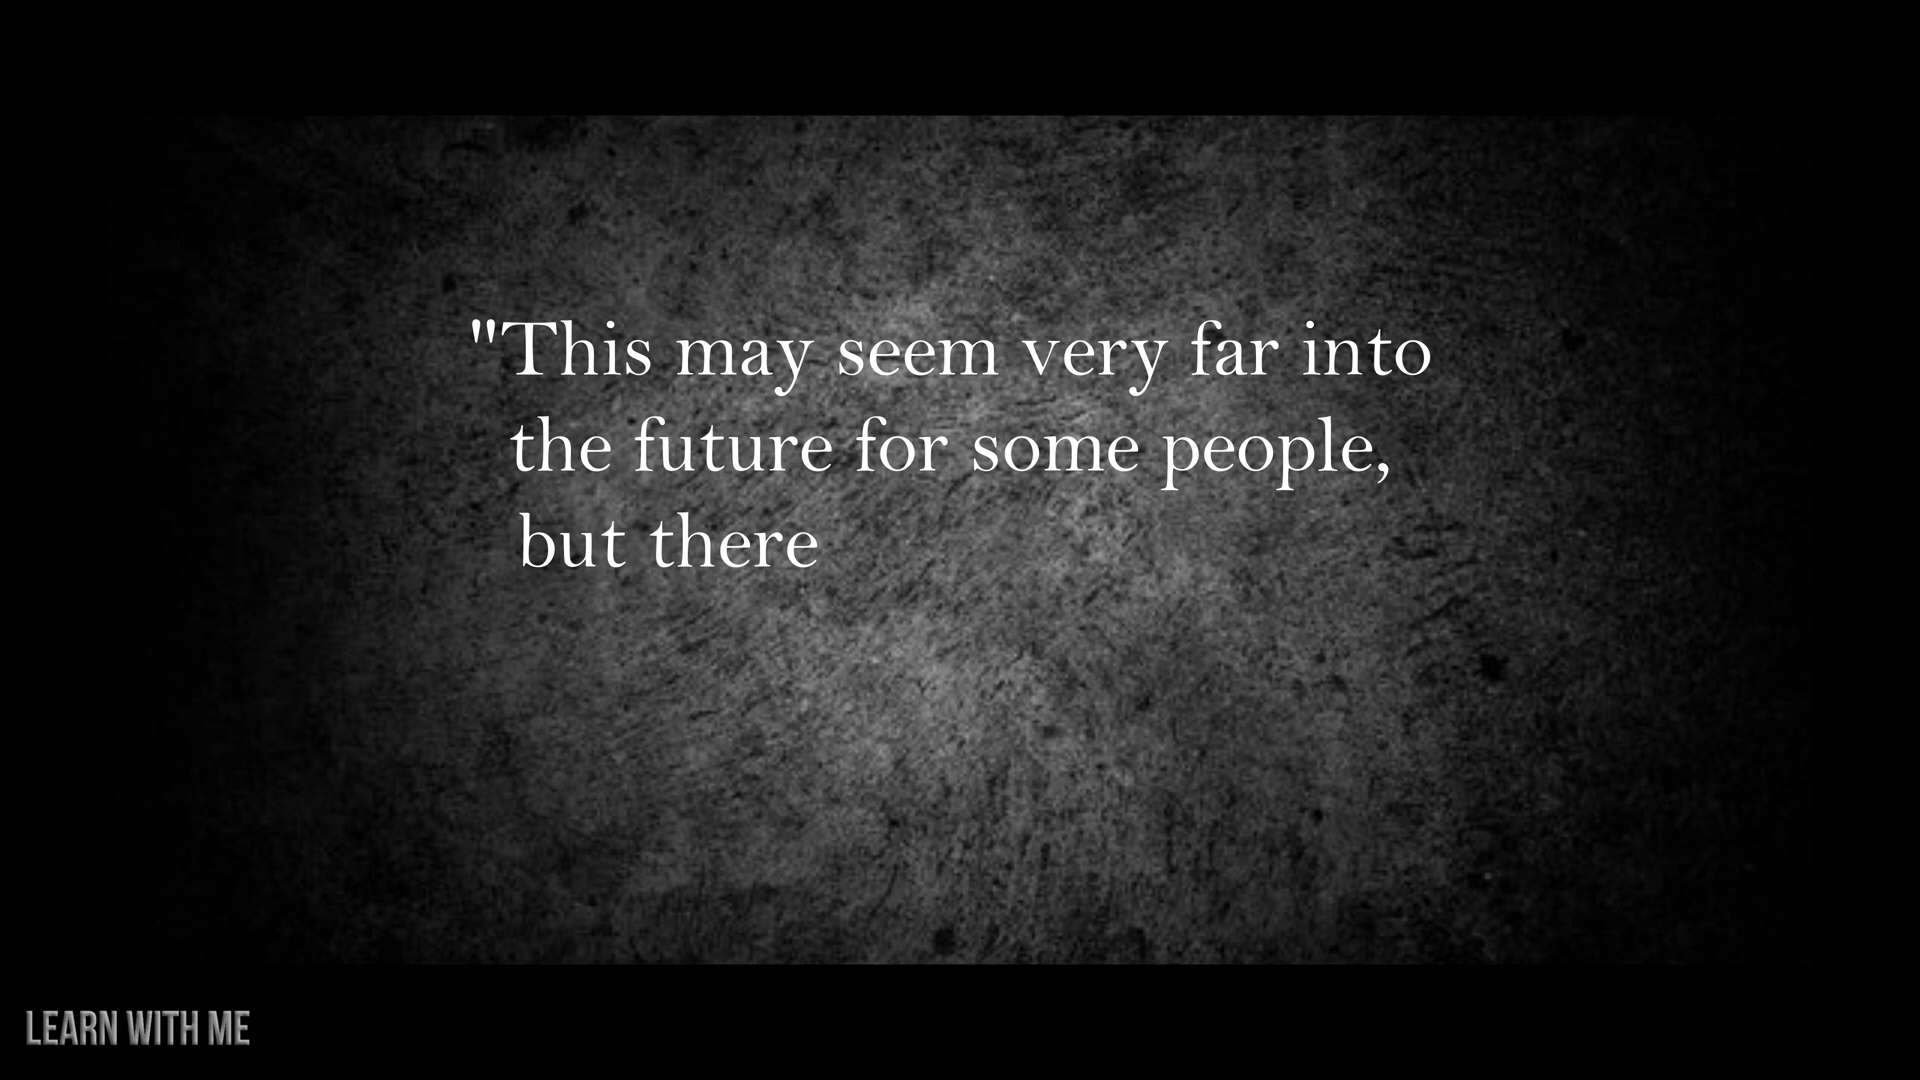 "This may seem very far into
the future for some people,
but there
LEARN WITH ME